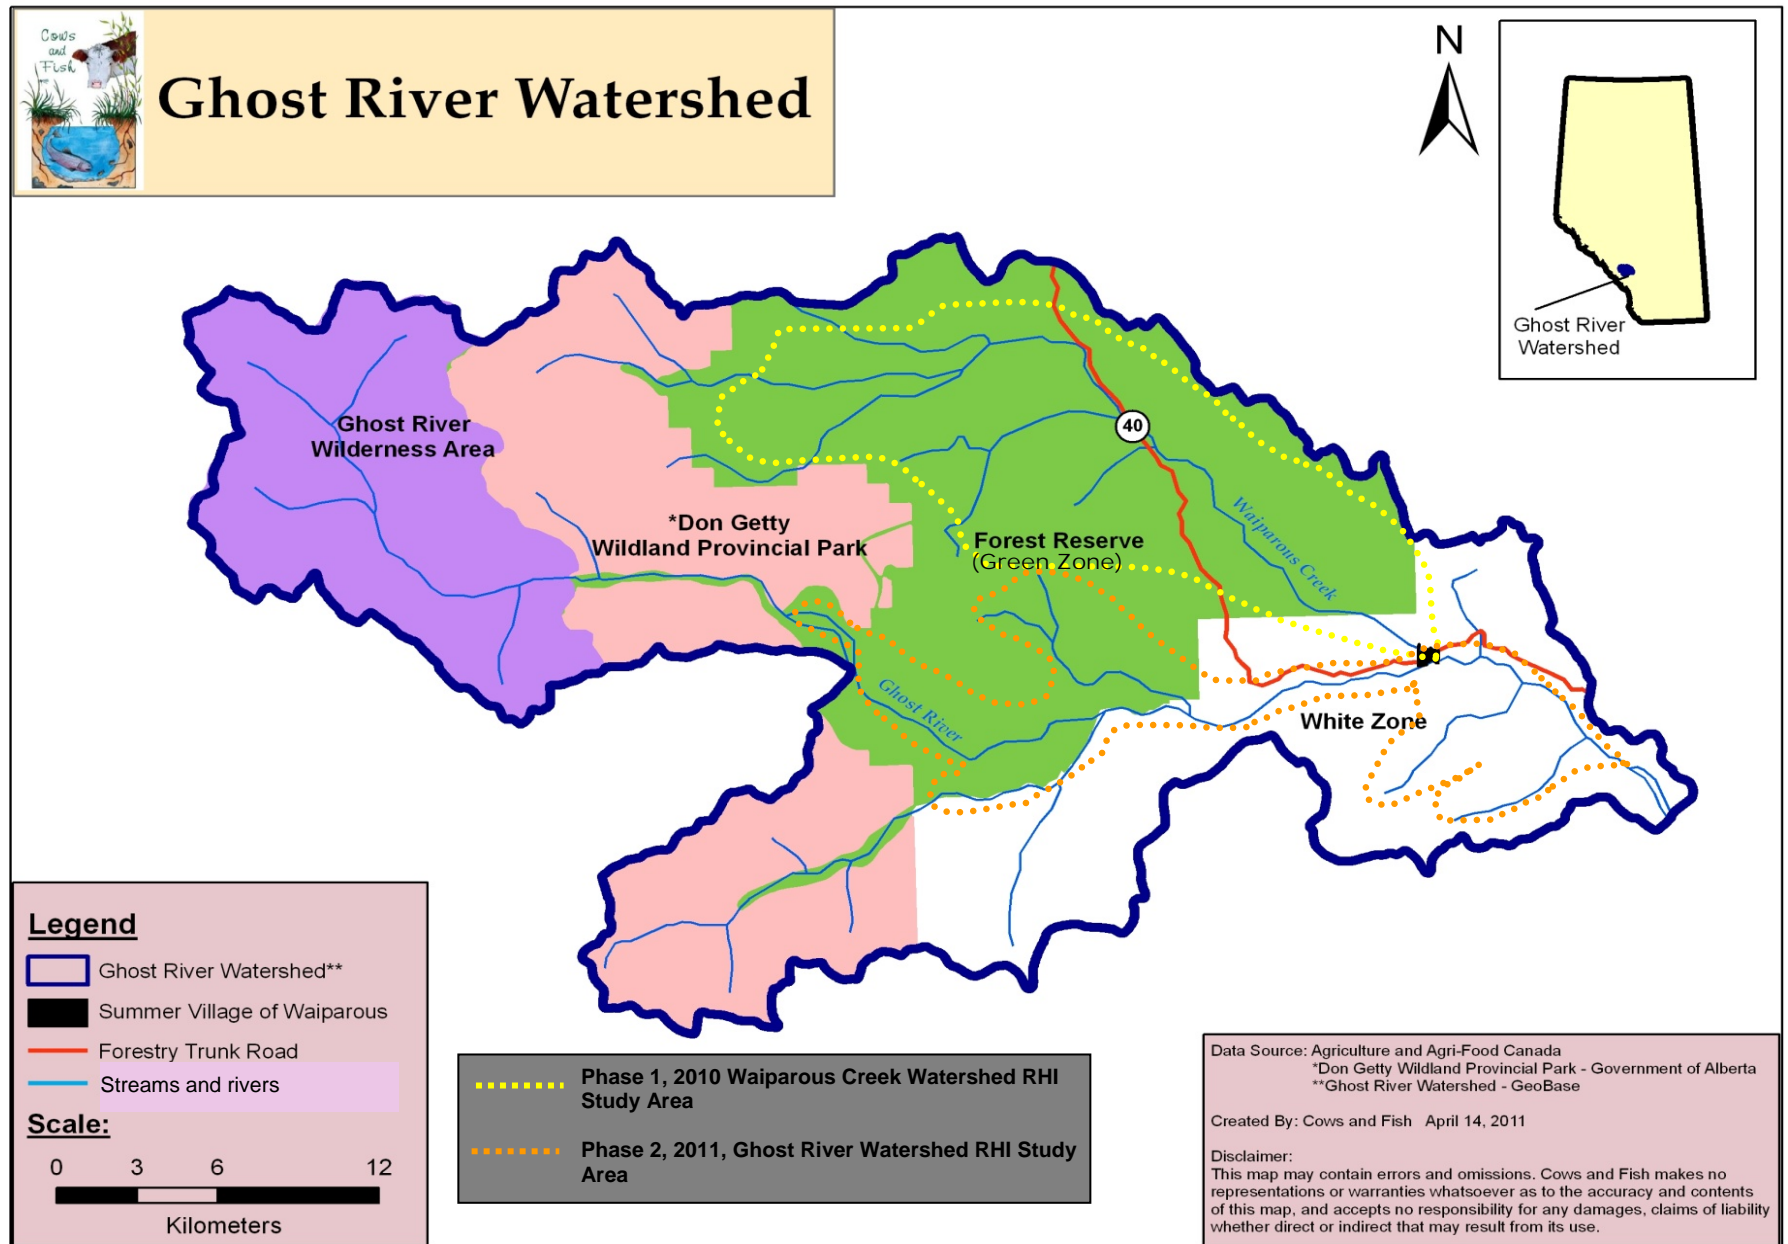 Cows
and
Fish
Ghost River Watershed
N
Ghost River
Watershed
Ghost River
Wilderness Area
*Don Getty
Wildland Provincial Park
Forest Reserve
(Green Zone)
40
Waiparous Creek
Ghost River
White Zone
Legend
Ghost River Watershed**
Summer Village of Waiparous
Forestry Trunk Road
Streams and rivers
Scale:
0 3 6 12
Kilometers
Phase 1, 2010 Waiparous Creek Watershed RHI
Study Area
Phase 2, 2011, Ghost River Watershed RHI Study
Area
Data Source: Agriculture and Agri-Food Canada
*Don Getty Wildland Provincial Park - Government of Alberta
**Ghost River Watershed - GeoBase
Created By: Cows and Fish April 14, 2011
Disclaimer:
This map may contain errors and omissions. Cows and Fish makes no
representations or warranties whatsoever as to the accuracy and contents
of this map, and accepts no responsibility for any damages, claims of liability
whether direct or indirect that may result from its use.